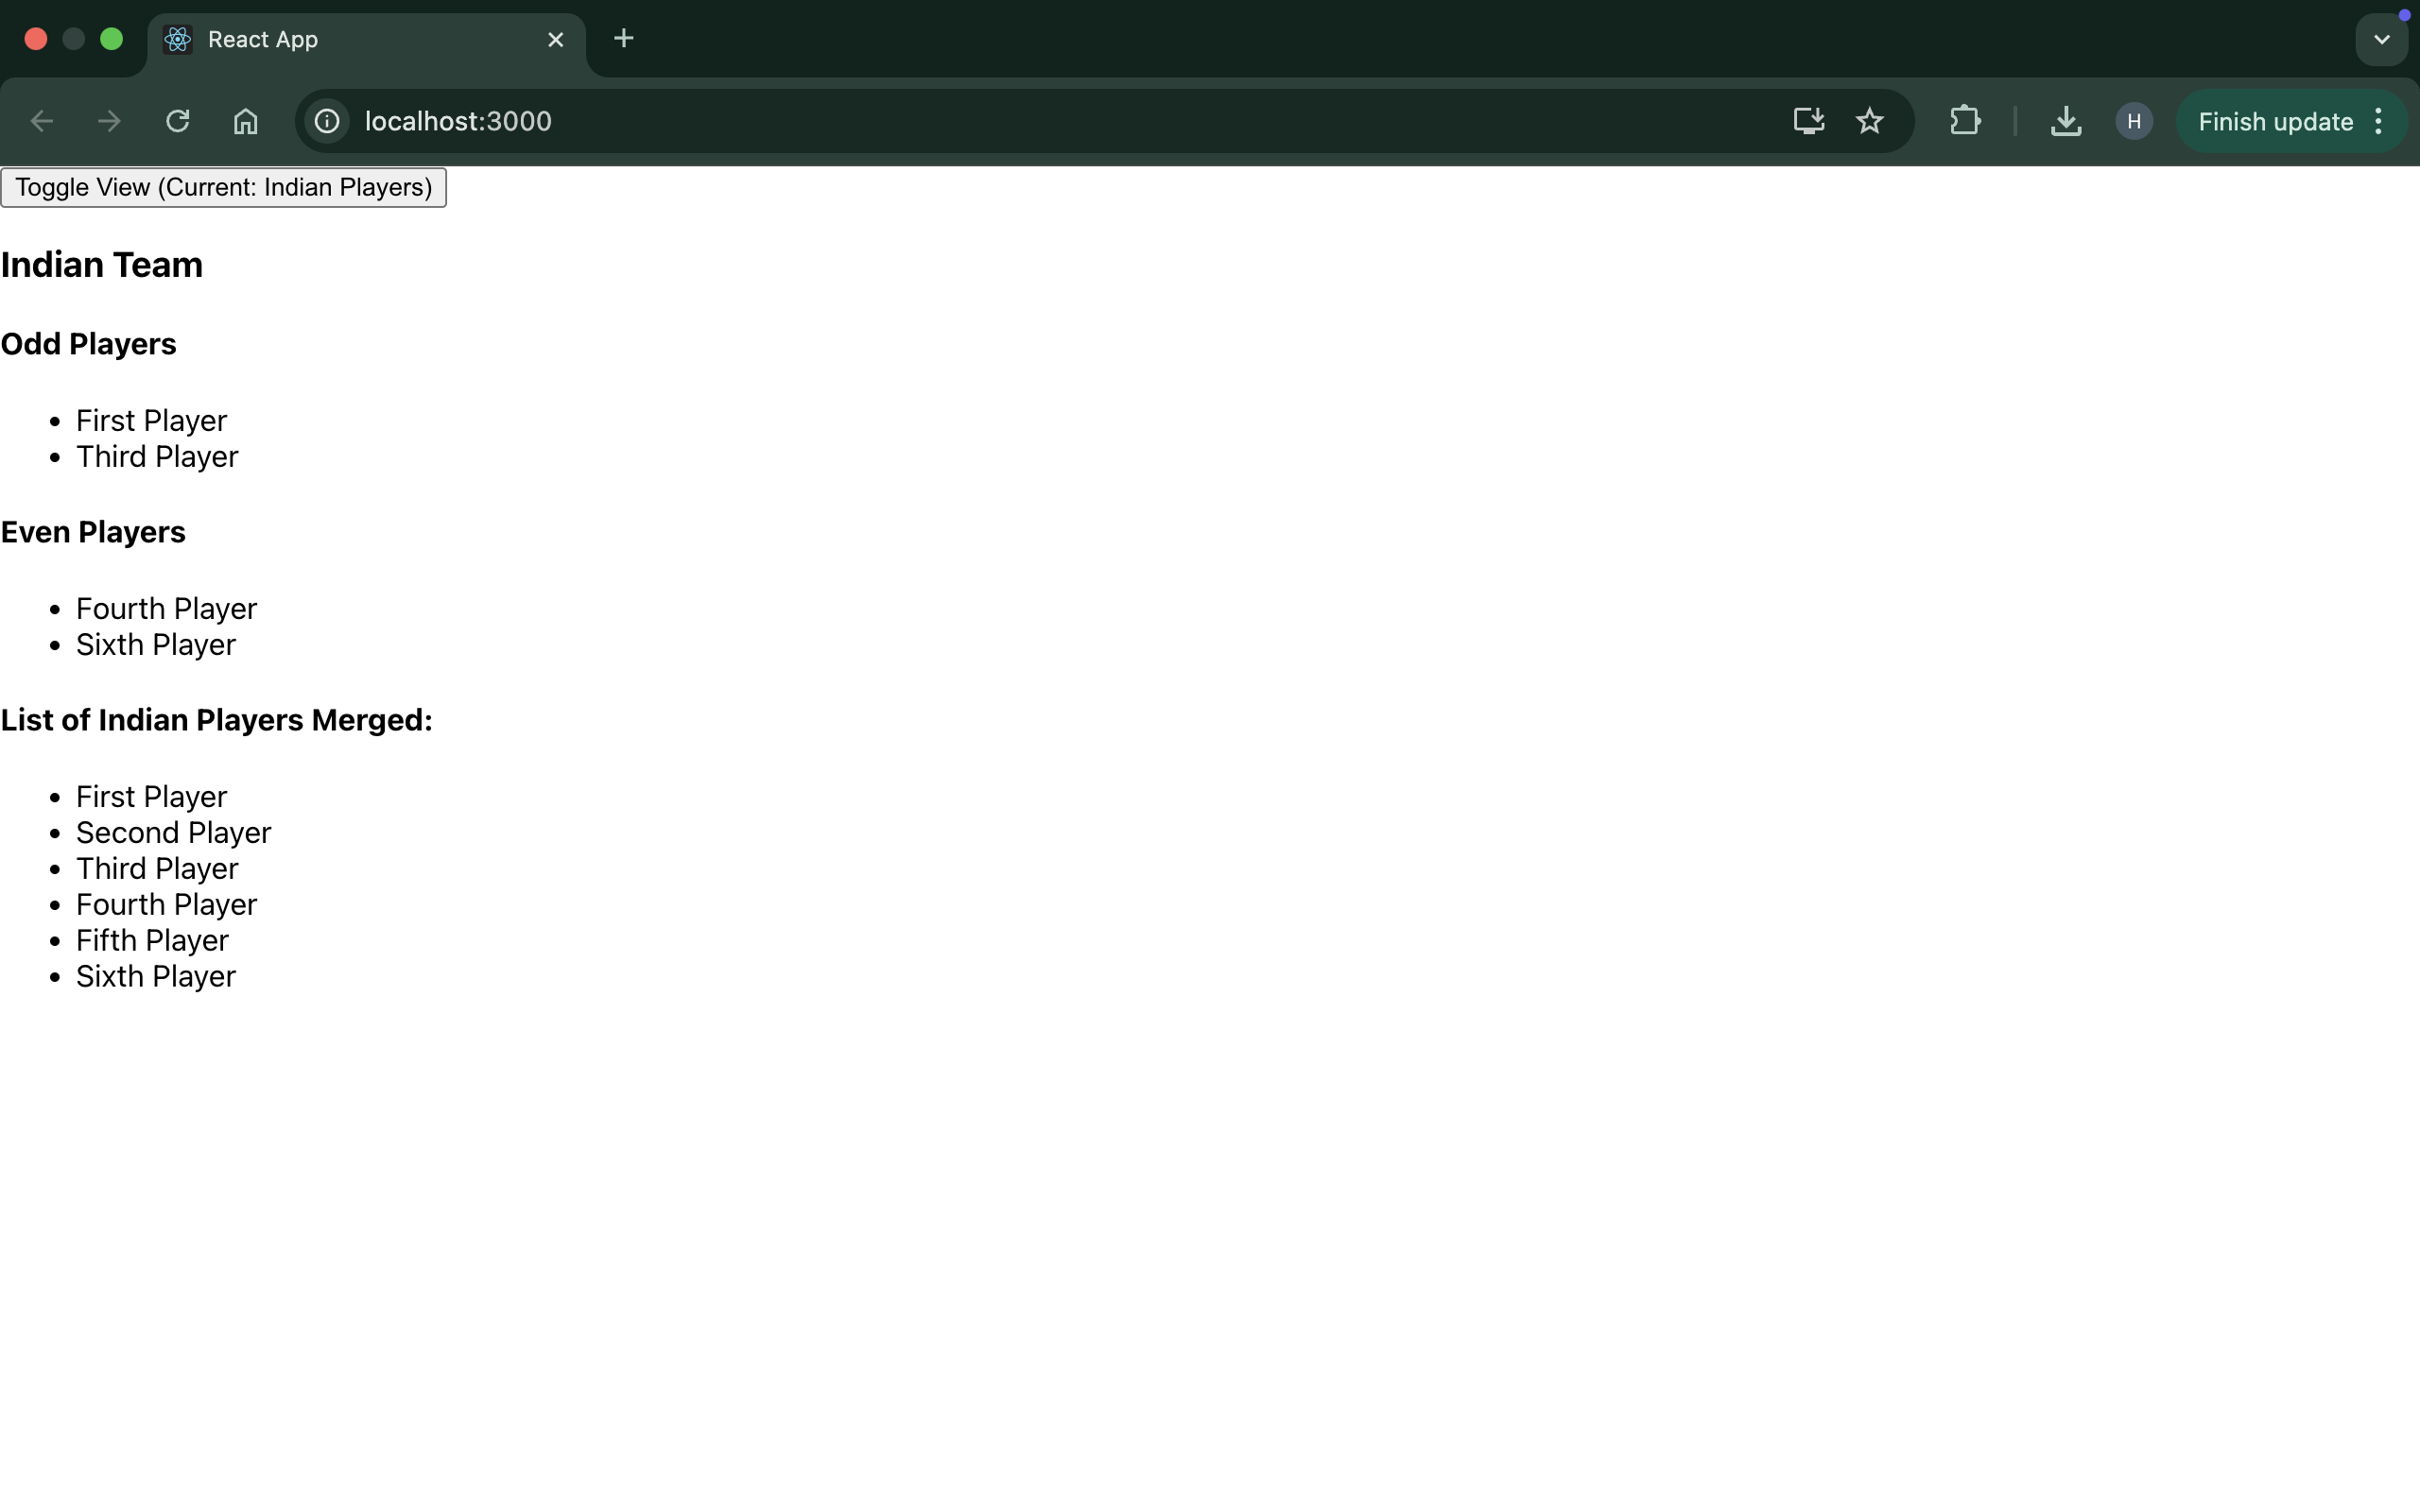 React App
localhost:3000
H
Finish update
Toggle View (Current: Indian Players)
Indian Team
Odd Players
First Player
Third Player
Even Players
Fourth Player
Sixth Player
List of Indian Players Merged:
First Player
Second Player
Third Player
Fourth Player
Fifth Player
Sixth Player